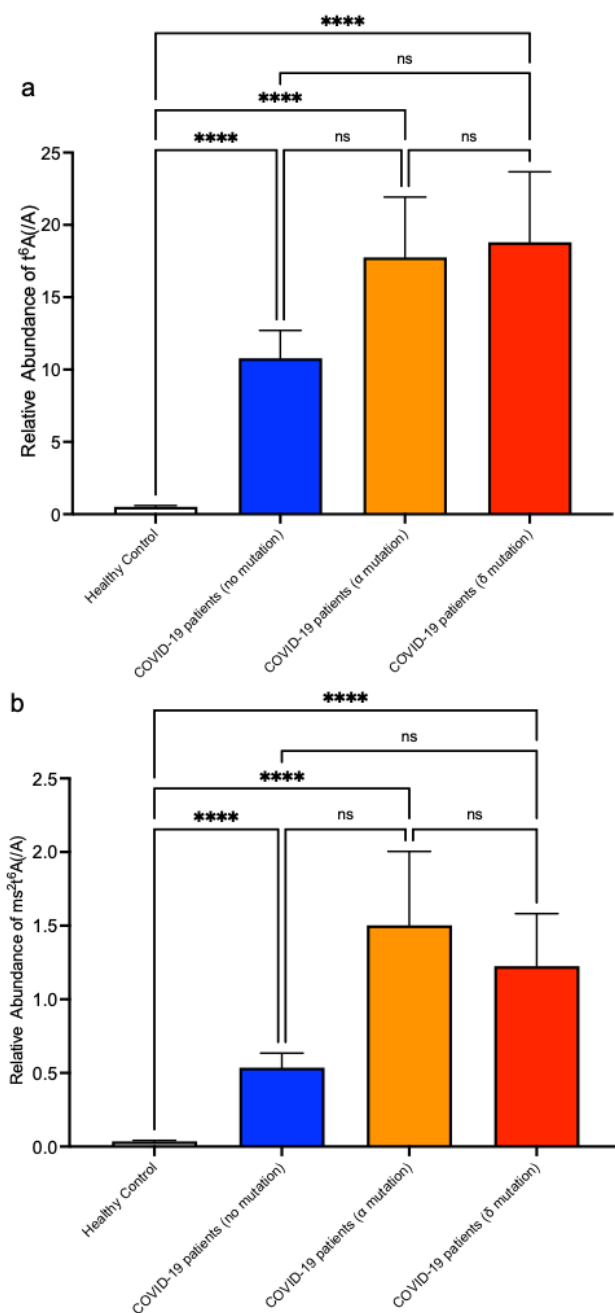 ****
ns
a
****
****
ns
ns
25
20
15
10
5
0
Relative Abundance of t⁶A(/A)
Healthy Control
COVID-19 patients (no mutation)
COVID-19 patients (α mutation)
COVID-19 patients (δ mutation)
b
****
ns
****
****
ns
ns
2.5
2.0
1.5
1.0
0.5
0.0
Relative Abundance of ms²t⁶A(/A)
Healthy Control
COVID-19 patients (no mutation)
COVID-19 patients (α mutation)
COVID-19 patients (δ mutation)